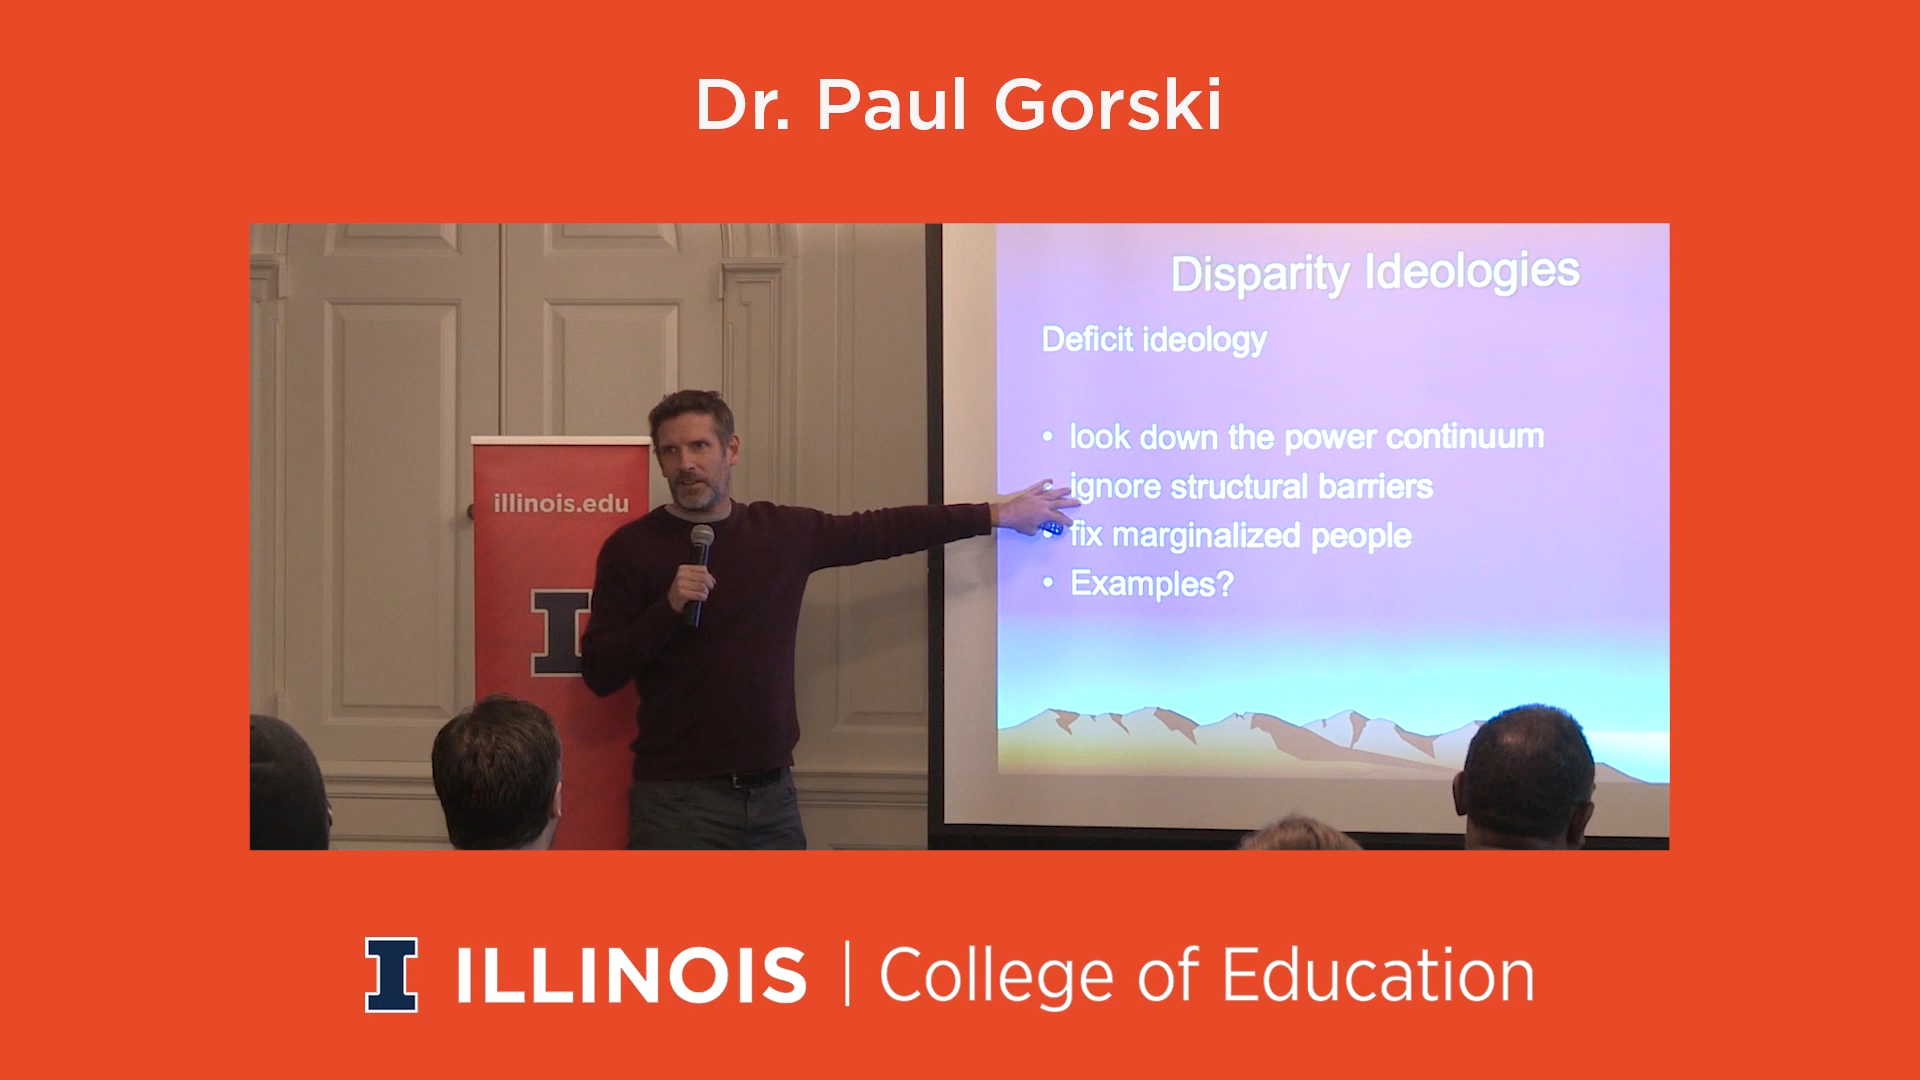 Dr. Paul Gorski
Disparity Ideologies
Deficit ideology
• look down the power continuum
• ignore structural barriers
• fix marginalized people
• Examples?
illinois.edu
I
I ILLINOIS | College of Education